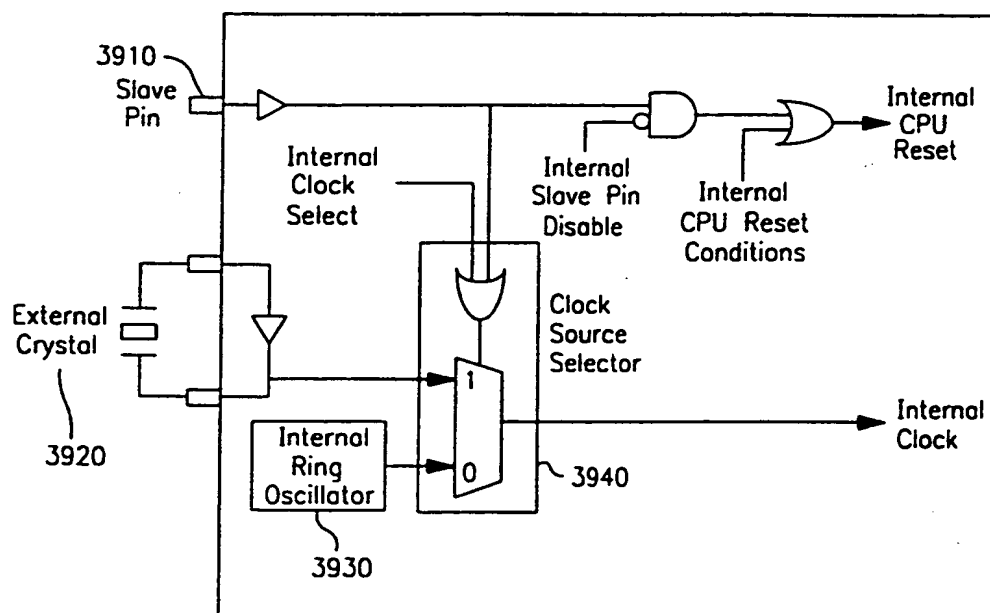 3910
Slave
Pin
Internal
CPU
Reset
Internal
Clock
Select
Internal
Slave Pin
Disable
Internal
CPU Reset
Conditions
External
Crystal
3920
Clock
Source
Selector
1
0
Internal
Ring
Oscillator
3930
3940
Internal
Clock